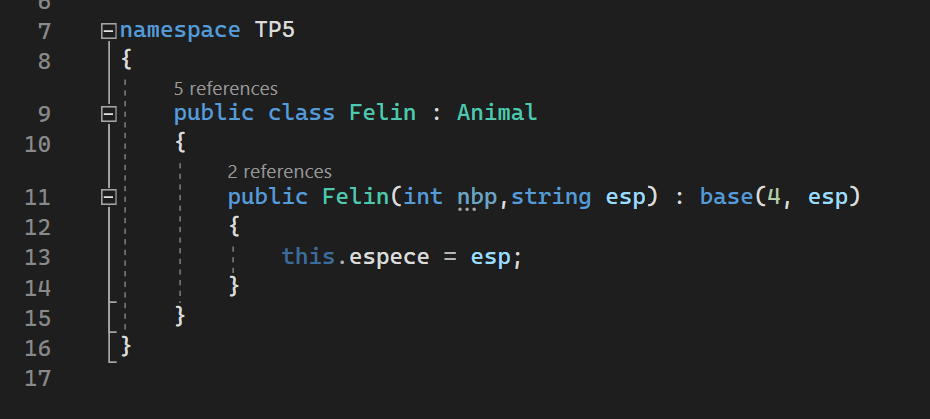 6
7 namespace TP5
8 {
5 references
9 public class Felin : Animal
10 {
2 references
11 public Felin(int nbp,string esp) : base(4, esp)
12 {
13 this.espece = esp;
14 }
15 }
16 }
17